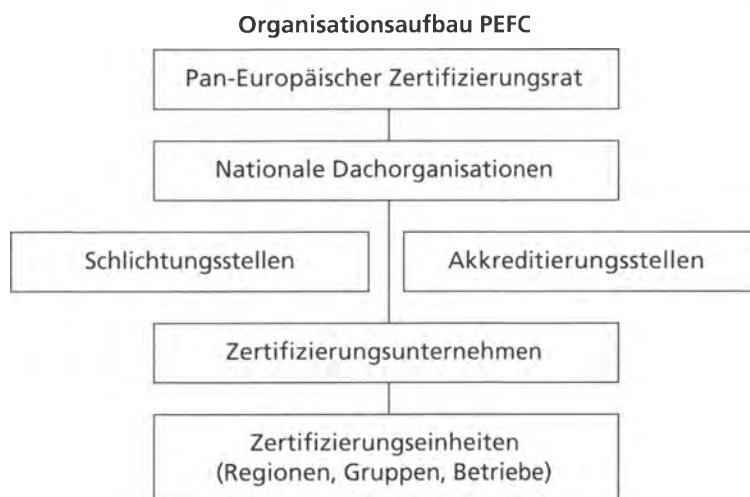 Organisationsaufbau PEFC
Pan-Europäischer Zertifizierungsrat
Nationale Dachorganisationen
Schlichtungsstellen
Akkreditierungsstellen
Zertifizierungsunternehmen
Zertifizierungseinheiten
(Regionen, Gruppen, Betriebe)